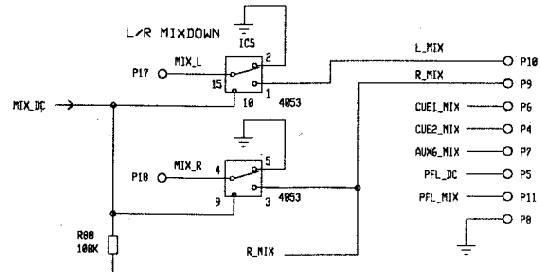 L/R MIXDOWN
IC5
MIX_L
P17
2
15
1
10
4053
MIX_DC
MIX_R
P18
4
5
9
3
4053
R88
100K
R_MIX
L_MIX
P10
R_MIX
P9
CUE1_MIX
P6
CUE2_MIX
P4
AUX6_MIX
P7
PFL_DC
P5
PFL_MIX
P11
P8